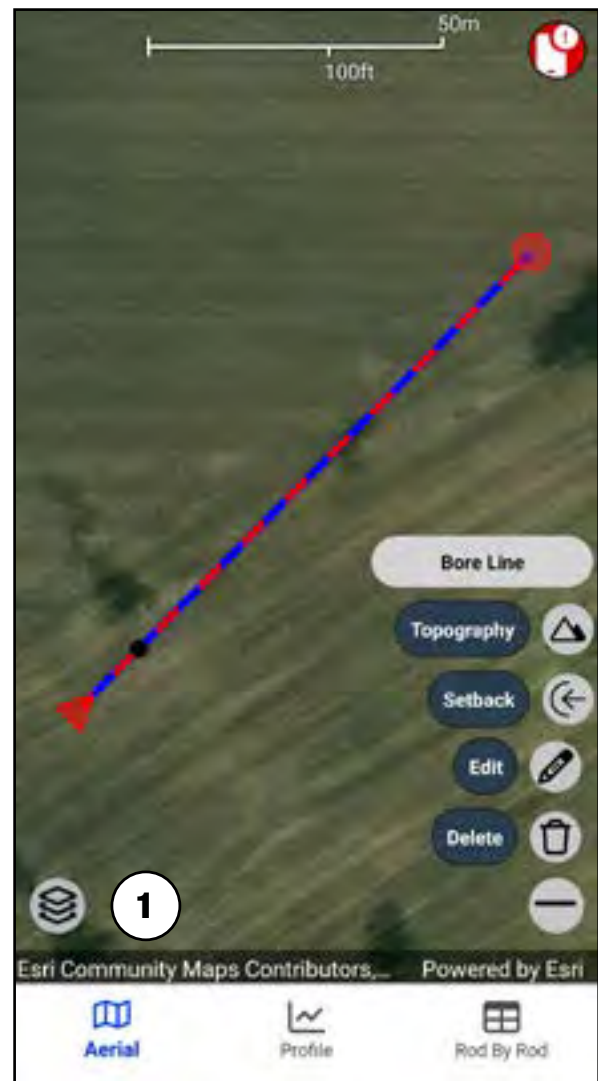 50m
100ft
!
Bore Line
Topography
Setback
Edit
Delete
1
Esri Community Maps Contributors,... Powered by Esri
Aerial Profile Rod By Rod